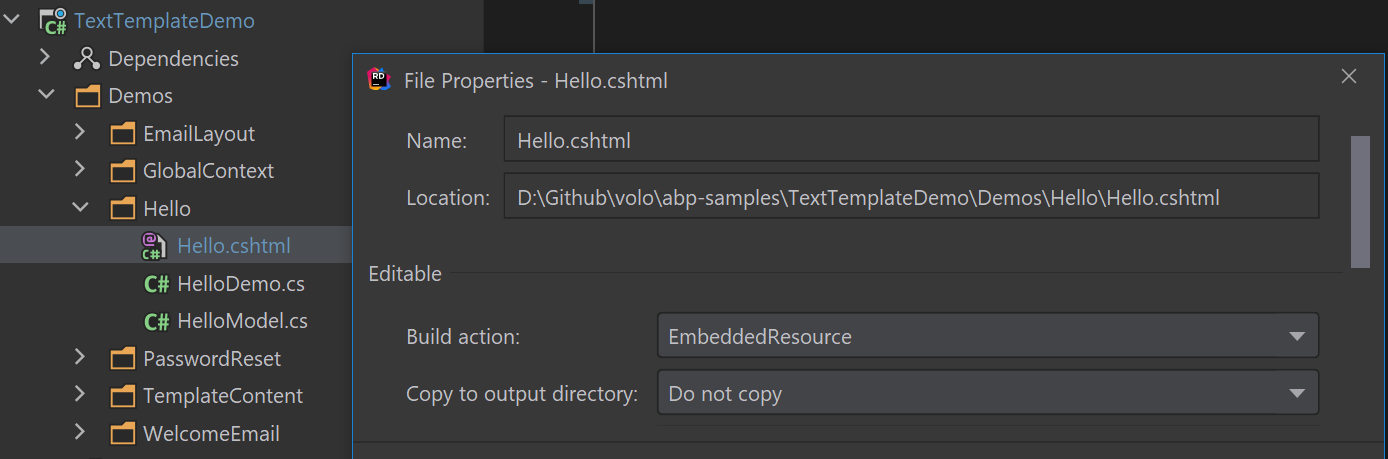 TextTemplateDemo
Dependencies
Demos
EmailLayout
GlobalContext
Hello
Hello.cshtml
C# HelloDemo.cs
C# HelloModel.cs
PasswordReset
TemplateContent
WelcomeEmail
File Properties - Hello.cshtml
Name: Hello.cshtml
Location: D:\Github\volo\abp-samples\TextTemplateDemo\Demos\Hello\Hello.cshtml
Editable
Build action: EmbeddedResource
Copy to output directory: Do not copy